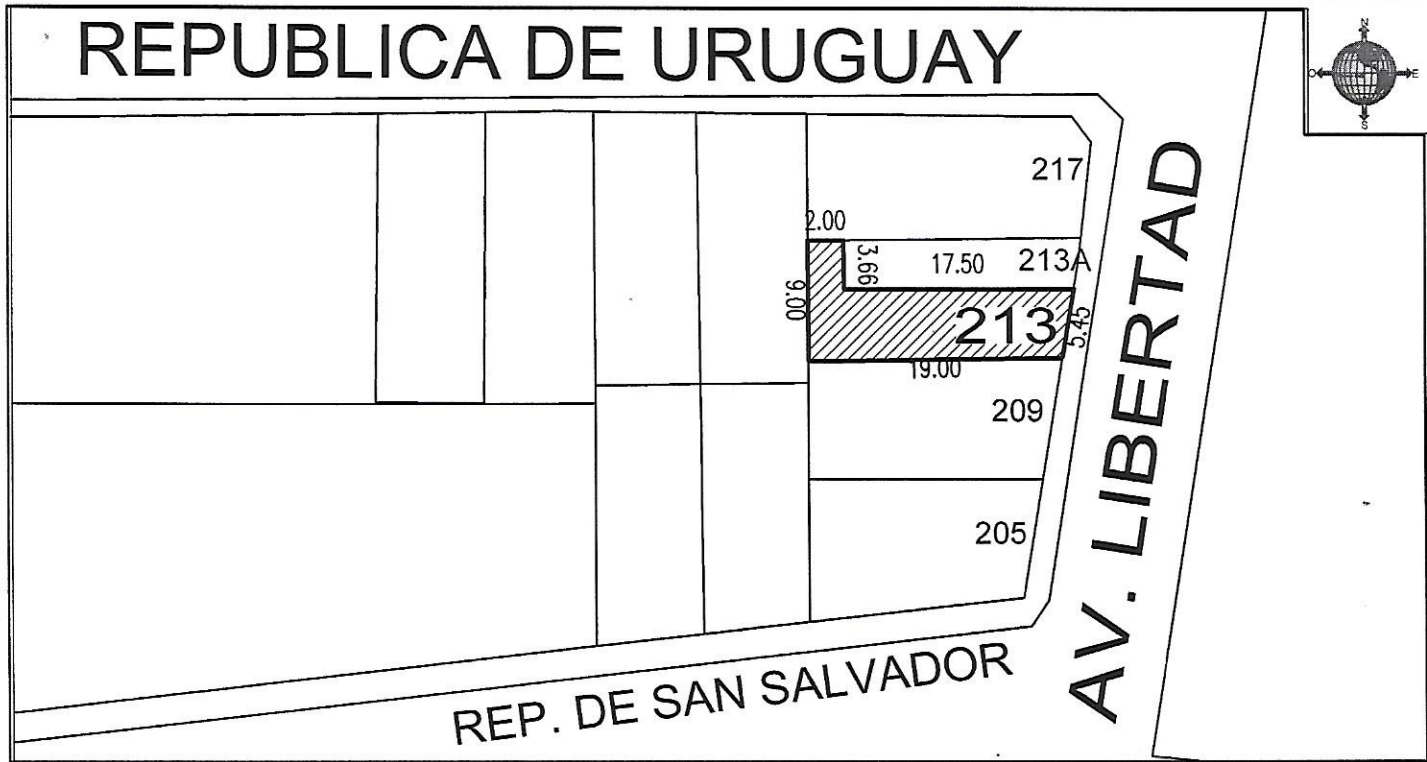 REPUBLICA DE URUGUAY
N
O
E
S
217
2.00
3.66
17.50
213A
9.00
213
5.45
19.00
209
205
AV. LIBERTAD
REP. DE SAN SALVADOR